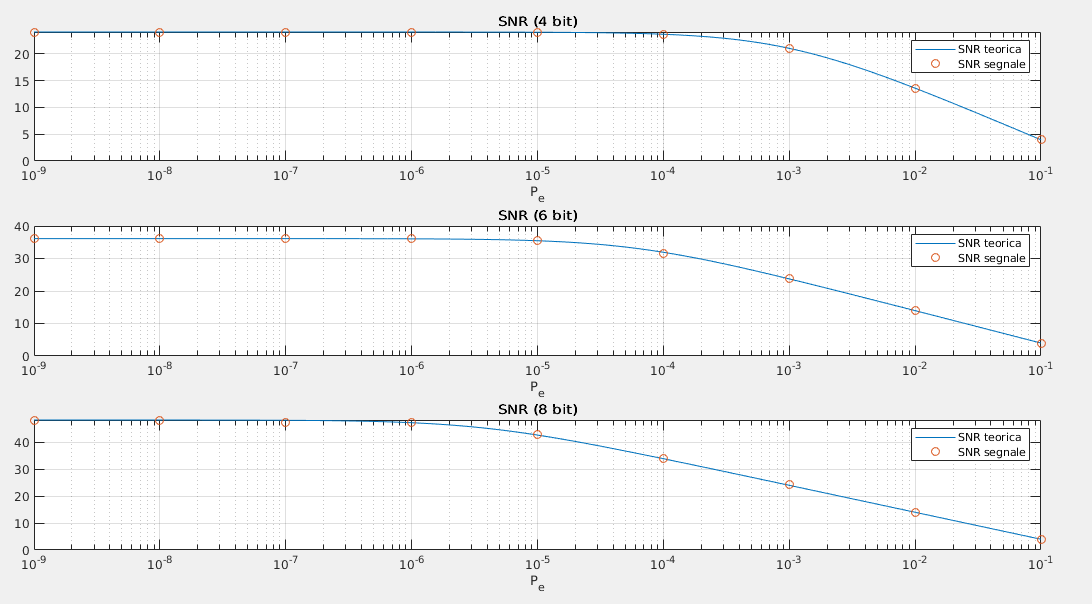 SNR (4 bit)
20
15
10
5
0
SNR teorica
SNR segnale
10^-9 10^-8 10^-7 10^-6 10^-5 10^-4 10^-3 10^-2 10^-1
P_e
SNR (6 bit)
40
30
20
10
0
SNR teorica
SNR segnale
10^-9 10^-8 10^-7 10^-6 10^-5 10^-4 10^-3 10^-2 10^-1
P_e
SNR (8 bit)
40
30
20
10
0
SNR teorica
SNR segnale
10^-9 10^-8 10^-7 10^-6 10^-5 10^-4 10^-3 10^-2 10^-1
P_e